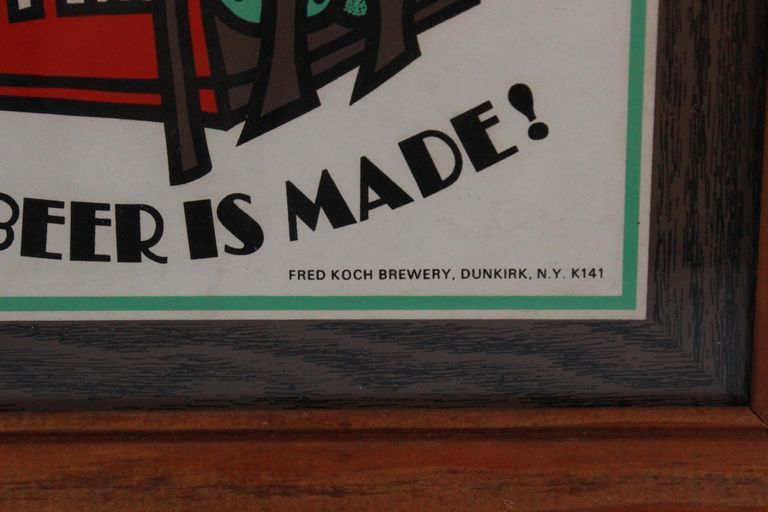 BEER IS MADE!
FRED KOCH BREWERY, DUNKIRK, N.Y. K141